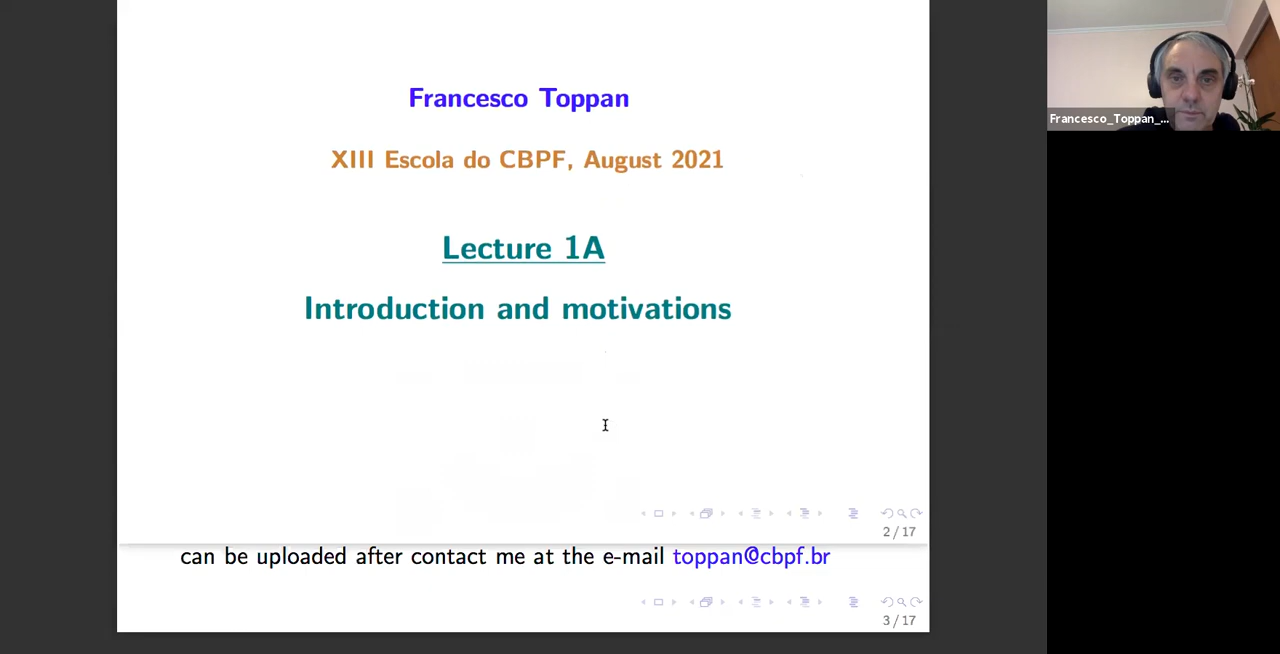 Francesco Toppan
XIII Escola do CBPF, August 2021
Lecture 1A
Introduction and motivations
2 / 17
can be uploaded after contact me at the e-mail toppan@cbpf.br
3 / 17
Francesco_Toppan_...